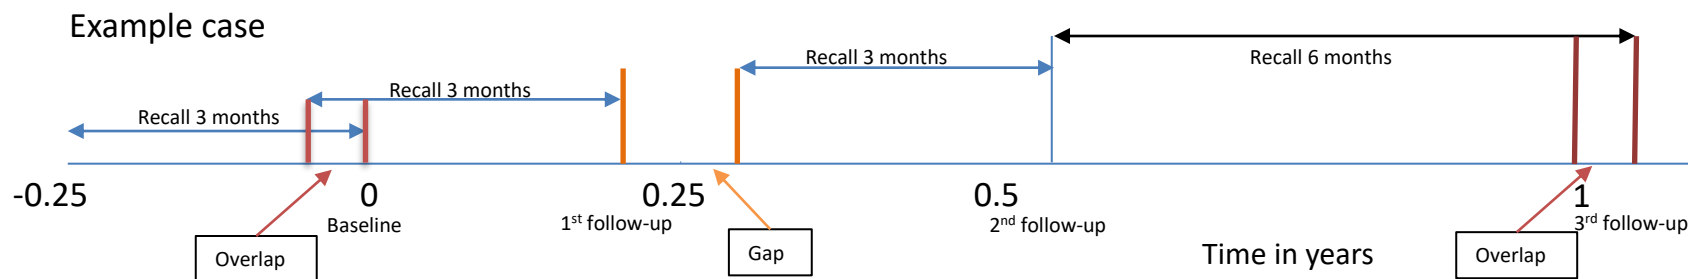 Example case
Recall 3 months
Recall 3 months
Recall 3 months
Recall 6 months
-0.25
0
0.25
0.5
1
Baseline
1st follow-up
2nd follow-up
3rd follow-up
Overlap
Gap
Time in years
Overlap